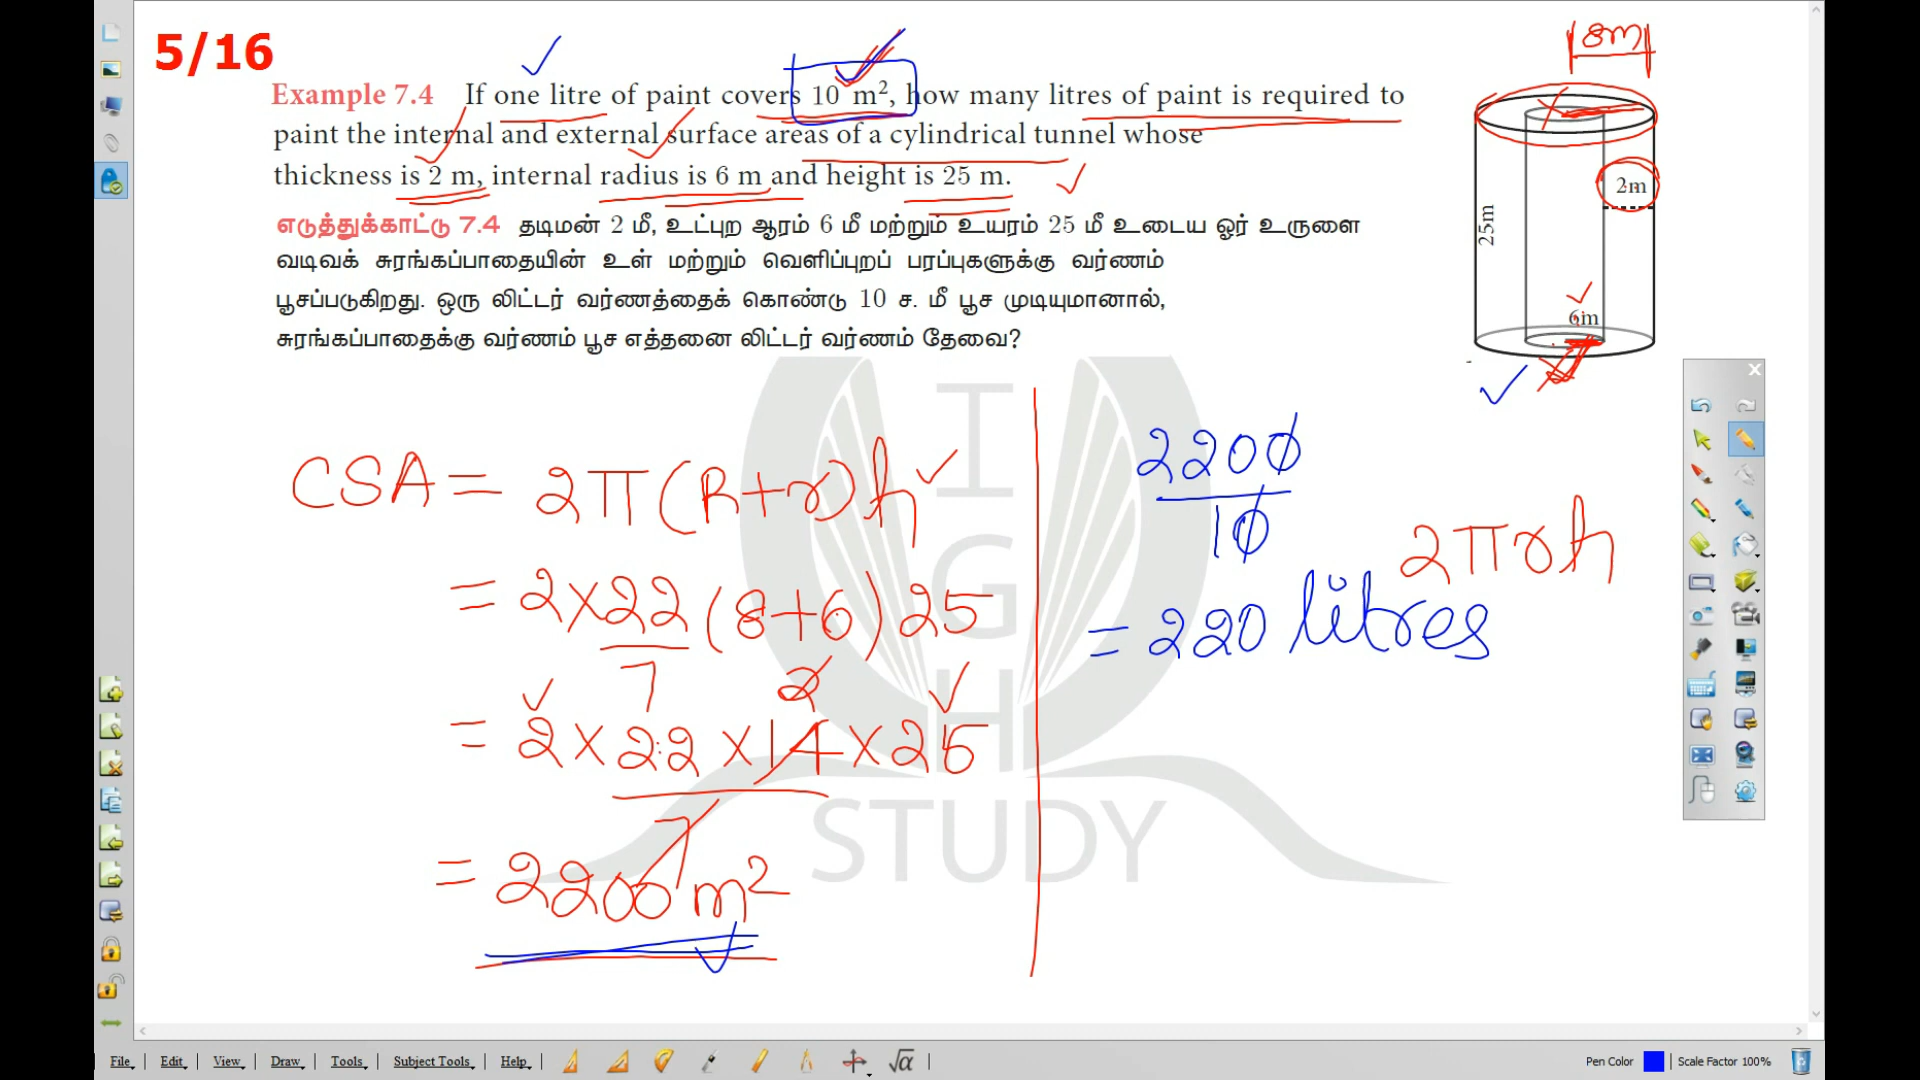 5/16
8m
Example 7.4 If one litre of paint covers 10 m², how many litres of paint is required to
paint the internal and external surface areas of a cylindrical tunnel whose
thickness is 2 m, internal radius is 6 m and height is 25 m.
எடுத்துக்காட்டு 7.4 தடிமன் 2 மீ, உட்புற ஆரம் 6 மீ மற்றும் உயரம் 25 மீ உடைய ஓர் உருளை
வடிவக் சுரங்கப்பாதையின் உள் மற்றும் வெளிப்புறப் பரப்புகளுக்கு வர்ணம்
பூசப்படுகிறது. ஒரு லிட்டர் வர்ணத்தைக் கொண்டு 10 ச. மீ பூச முடியுமானால்,
சுரங்கப்பாதைக்கு வர்ணம் பூச எத்தனை லிட்டர் வர்ணம் தேவை?
2m
25m
6m
CSA = 2π(R+r)h
= 2×22/7 (8+6) 25
= 2×22×14×25
2
7
= 2200 m²
2200
10
2πrh
= 220 litres
IGH
STUDY
File Edit View Draw Tools Subject Tools Help
√α
Pen Color
Scale Factor 100%